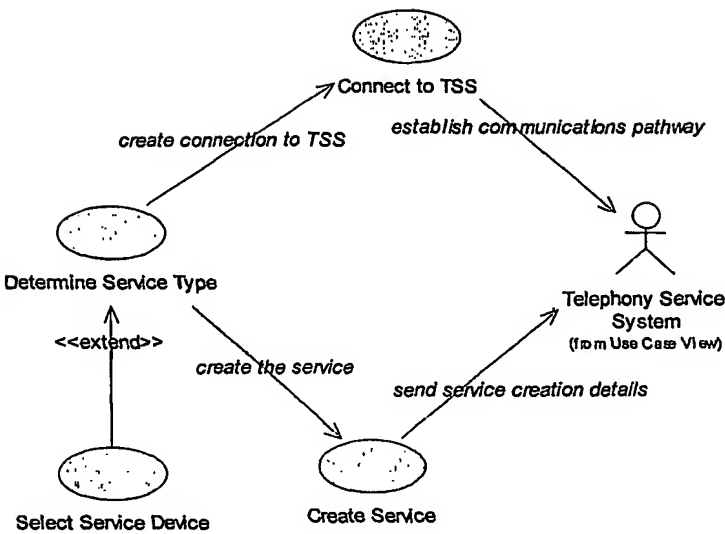 Connect to TSS
create connection to TSS
establish communications pathway
Determine Service Type
Telephony Service
System
(from Use Case View)
<<extend>>
create the service
send service creation details
Select Service Device
Create Service